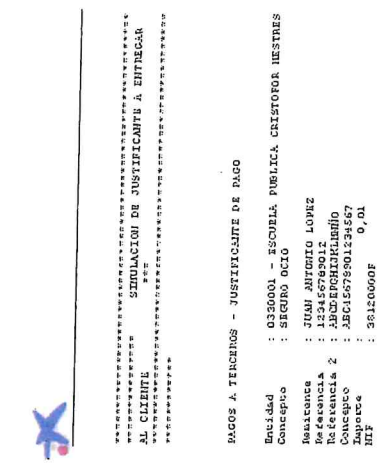 ****************************************
************ SIMULACION DE JUSTIFICANTE A ENTREGAR
AL CLIENTE ***
****************************************
***********
PAGOS A TERCEROS - JUSTIFICANTE DE PAGO
Entidad : 0330001 - ESCUELA PUBLICA CRISTOFOR MESTRES
Concepto : SEGURO OCIO
Remitente : JUAN ANTONIO LOPEZ
Referencia : 123456789012
Referencia 2 : ABCDEFGHIJKLMNÑO
Concepto : ABC45678901234567
Importe : 0,01
NIF : 38120000F